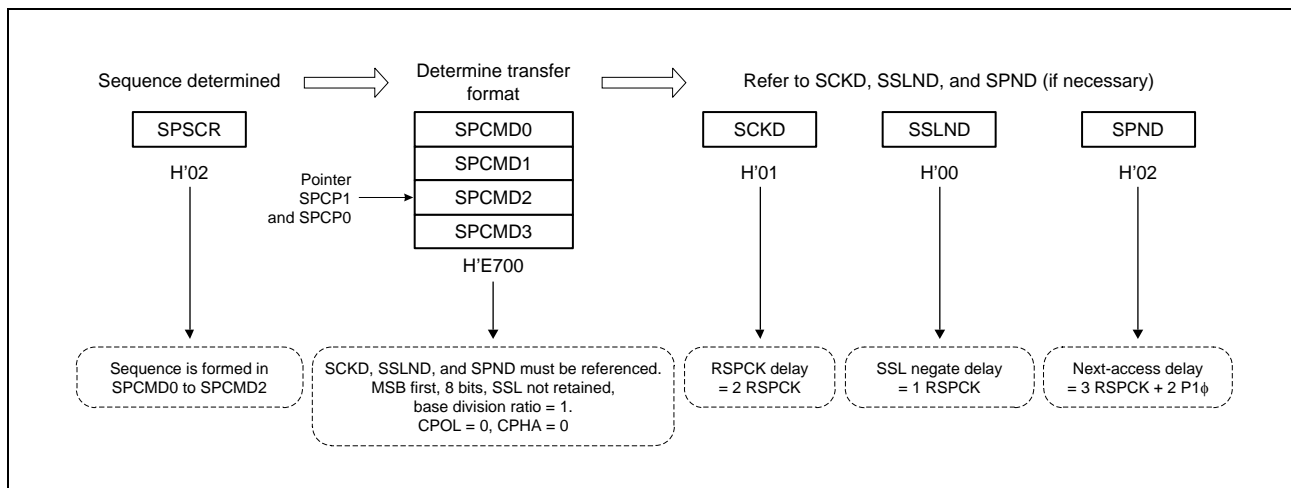 Sequence determined
Determine transfer
format
Refer to SCKD, SSLND, and SPND (if necessary)
SPSCR
H'02
SPCMD0
SPCMD1
SPCMD2
SPCMD3
Pointer
SPCP1
and SPCP0
H'E700
SCKD
H'01
SSLND
H'00
SPND
H'02
Sequence is formed in
SPCMD0 to SPCMD2
SCKD, SSLND, and SPND must be referenced.
MSB first, 8 bits, SSL not retained,
base division ratio = 1.
CPOL = 0, CPHA = 0
RSPCK delay
= 2 RSPCK
SSL negate delay
= 1 RSPCK
Next-access delay
= 3 RSPCK + 2 P1ϕ